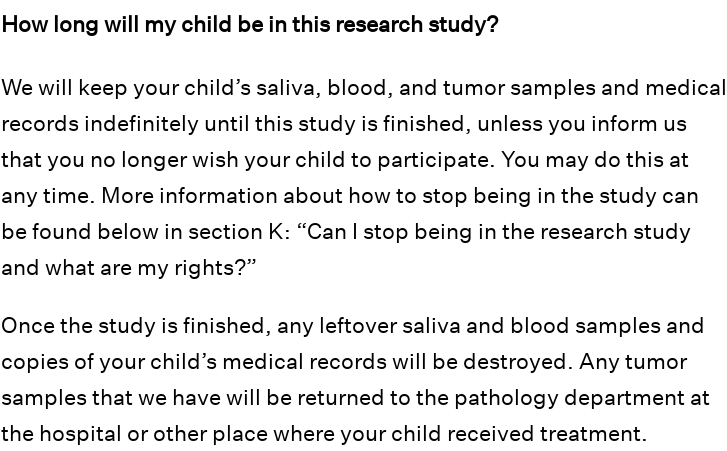 How long will my child be in this research study?
We will keep your child’s saliva, blood, and tumor samples and medical
records indefinitely until this study is finished, unless you inform us
that you no longer wish your child to participate. You may do this at
any time. More information about how to stop being in the study can
be found below in section K: “Can I stop being in the research study
and what are my rights?”
Once the study is finished, any leftover saliva and blood samples and
copies of your child’s medical records will be destroyed. Any tumor
samples that we have will be returned to the pathology department at
the hospital or other place where your child received treatment.